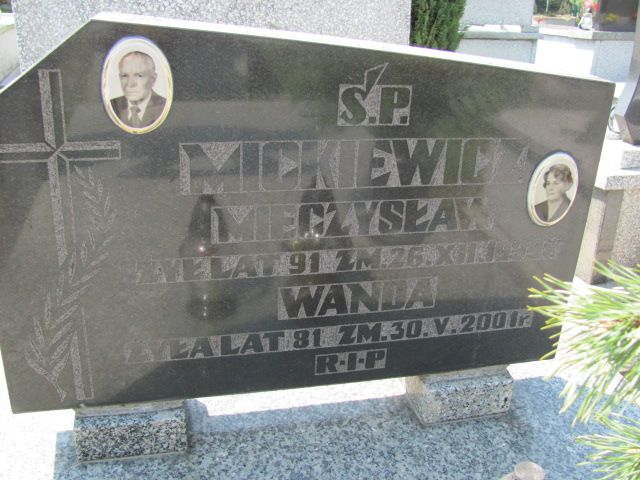 Ś.P.
MICKIEWICZ
MIECZYSŁAW
ŻYŁ LAT 91 ZM. 26. XII.
WANDA
ŻYŁA LAT 81 ZM. 30. V. 2001r
R-I-P